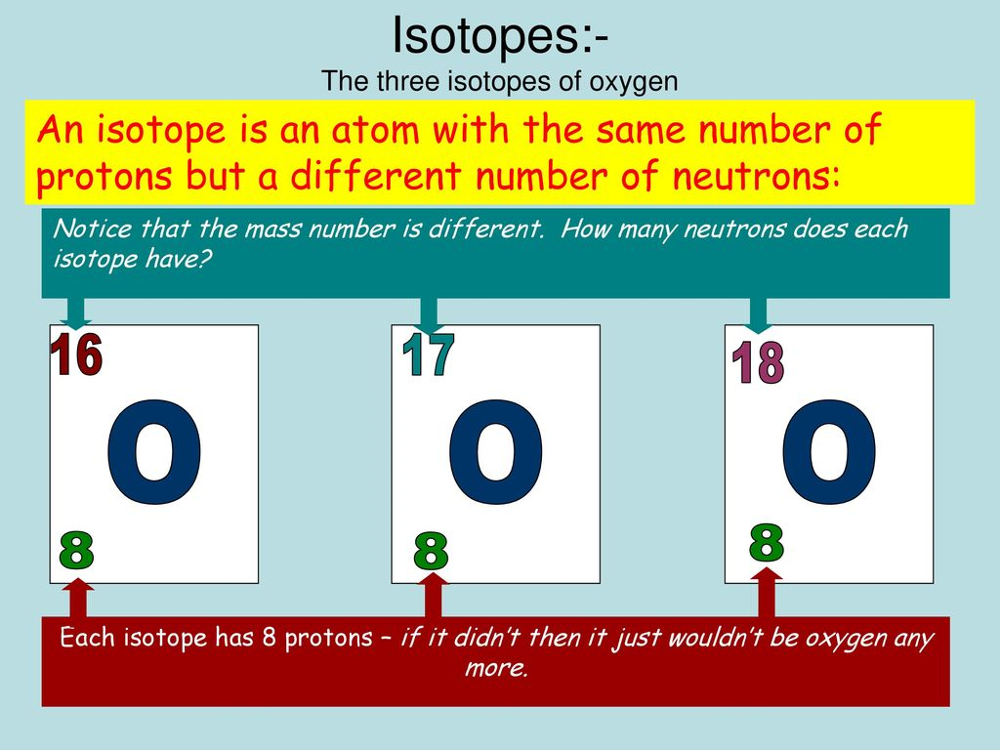 Isotopes:-
The three isotopes of oxygen
An isotope is an atom with the same number of
protons but a different number of neutrons:
Notice that the mass number is different. How many neutrons does each
isotope have?
16 17 18
O O O
8 8 8
Each isotope has 8 protons – if it didn’t then it just wouldn’t be oxygen any
more.